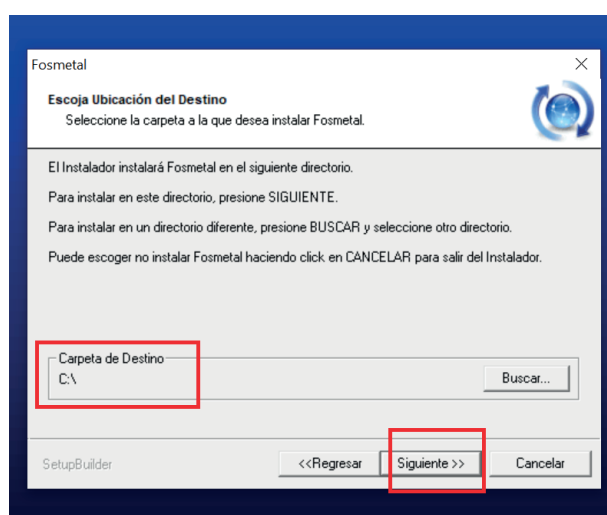 Fosmetal
Escoja Ubicación del Destino
Seleccione la carpeta a la que desea instalar Fosmetal.
El Instalador instalará Fosmetal en el siguiente directorio.
Para instalar en este directorio, presione SIGUIENTE.
Para instalar en un directorio diferente, presione BUSCAR y seleccione otro directorio.
Puede escoger no instalar Fosmetal haciendo click en CANCELAR para salir del Instalador.
Carpeta de Destino
C:\
Buscar...
SetupBuilder
<<Regresar
Siguiente >>
Cancelar